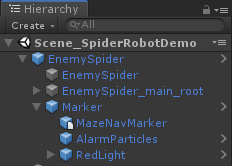 Hierarchy
Create
All
Scene_SpiderRobotDemo
EnemySpider
EnemySpider
EnemySpider_main_root
Marker
MazeNavMarker
AlarmParticles
RedLight